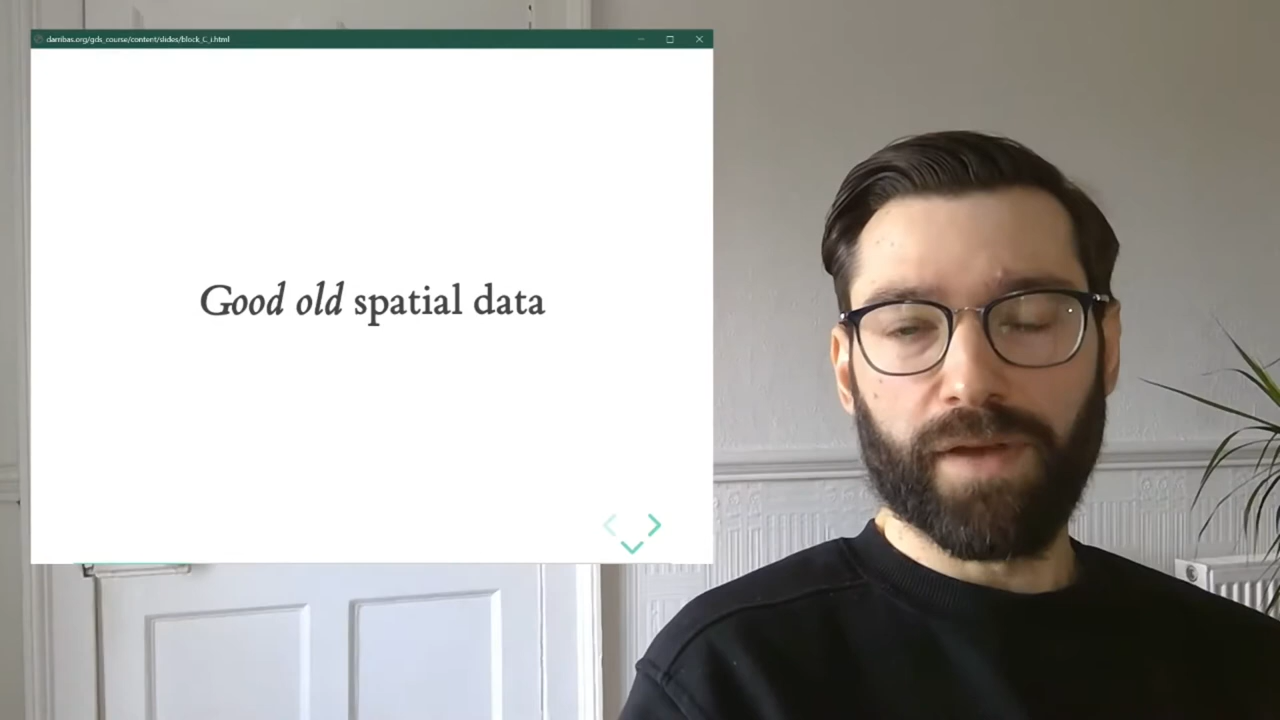 darribas.org/gds_course/content/slides/block_C_i.html
Good old spatial data